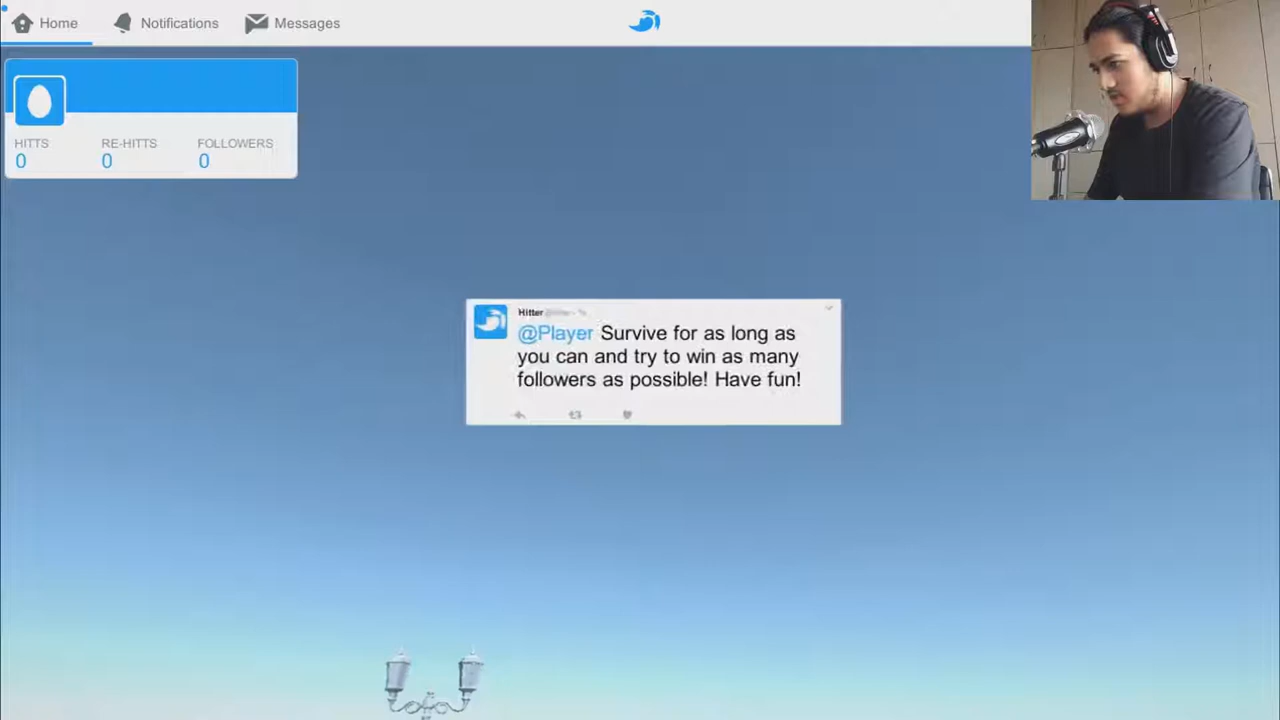 Home Notifications Messages
HITTS RE-HITTS FOLLOWERS
0 0 0
Hitter
@Player Survive for as long as
you can and try to win as many
followers as possible! Have fun!